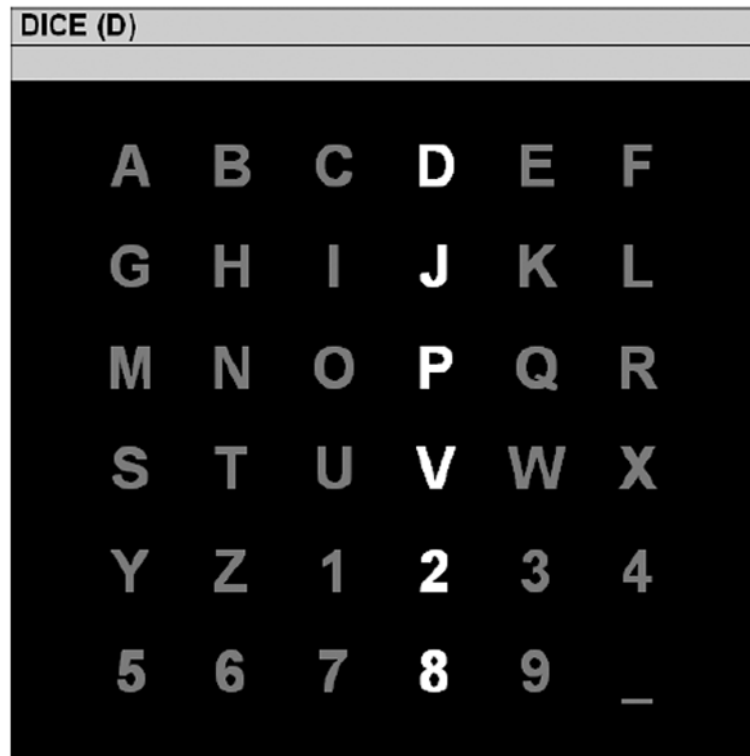 DICE (D)
A B C D E F
G H I J K L
M N O P Q R
S T U V W X
Y Z 1 2 3 4
5 6 7 8 9 _